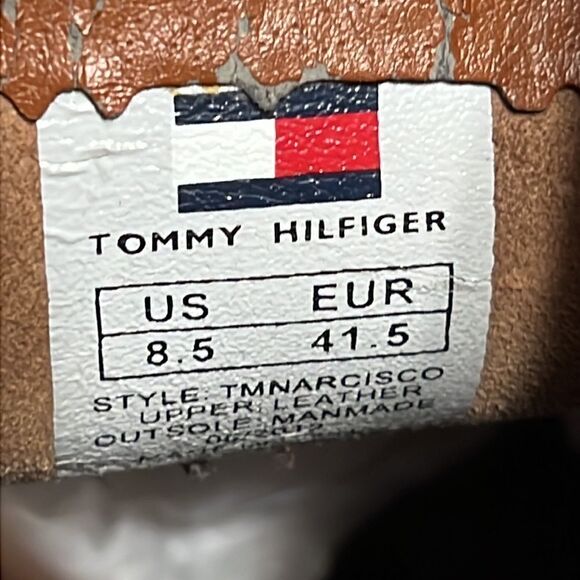 TOMMY HILFIGER
US EUR
8.5 41.5
STYLE: TMNARCISCO
UPPER: LEATHER
OUTSOLE: MANMADE